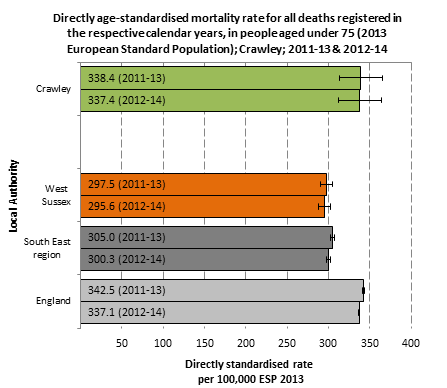 Directly age-standardised mortality rate for all deaths registered in
the respective calendar years, in people aged under 75 (2013
European Standard Population); Crawley; 2011-13 & 2012-14
Local Authority
Crawley
338.4 (2011-13)
337.4 (2012-14)
West
Sussex
297.5 (2011-13)
295.6 (2012-14)
South East
region
305.0 (2011-13)
300.3 (2012-14)
England
342.5 (2011-13)
337.1 (2012-14)
50 100 150 200 250 300 350 400
Directly standardised rate
per 100,000 ESP 2013